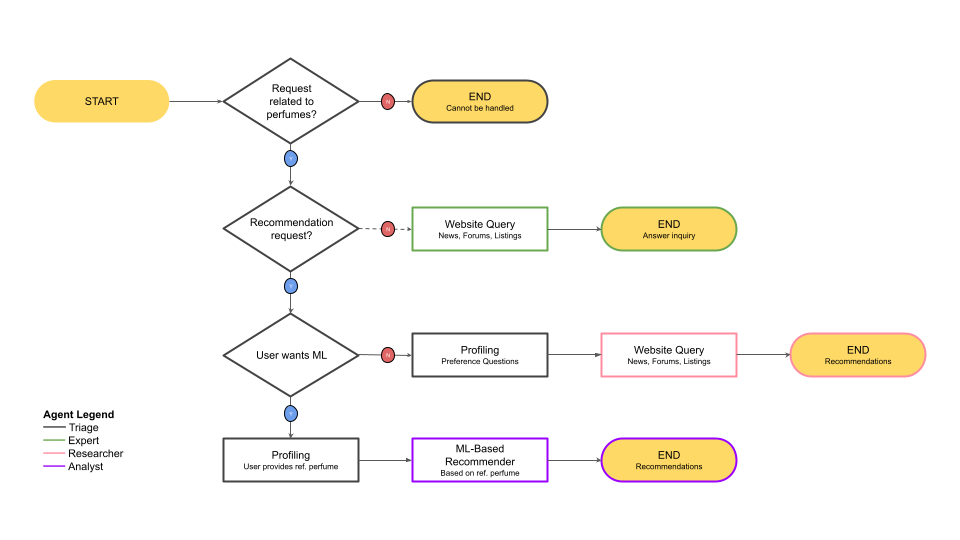 START
Request
related to
perfumes?
N
END
Cannot be handled
Y
Recommendation
request?
N
Website Query
News, Forums, Listings
END
Answer inquiry
Y
User wants ML
N
Profiling
Preference Questions
Website Query
News, Forums, Listings
END
Recommendations
Y
Agent Legend
Triage
Expert
Researcher
Analyst
Profiling
User provides ref. perfume
ML-Based
Recommender
Based on ref. perfume
END
Recommendations